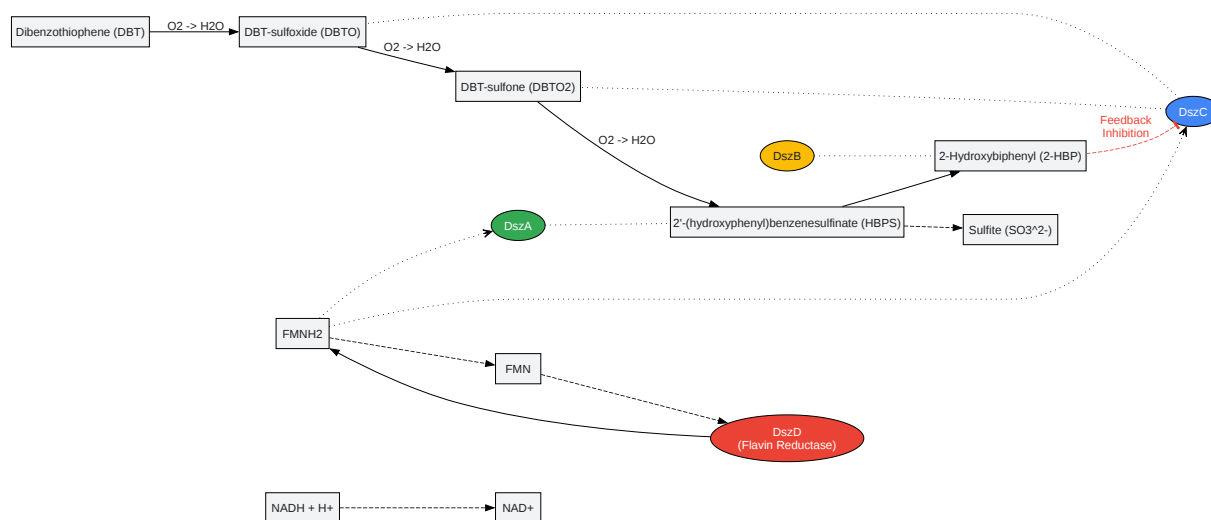 Dibenzothiophene (DBT)
O2 -> H2O
DBT-sulfoxide (DBTO)
O2 -> H2O
DBT-sulfone (DBTO2)
O2 -> H2O
DszC
Feedback
Inhibition
DszB
2-Hydroxybiphenyl (2-HBP)
DszA
2'-(hydroxyphenyl)benzenesulfinate (HBPS)
Sulfite (SO3^2-)
FMNH2
FMN
DszD
(Flavin Reductase)
NADH + H+
NAD+